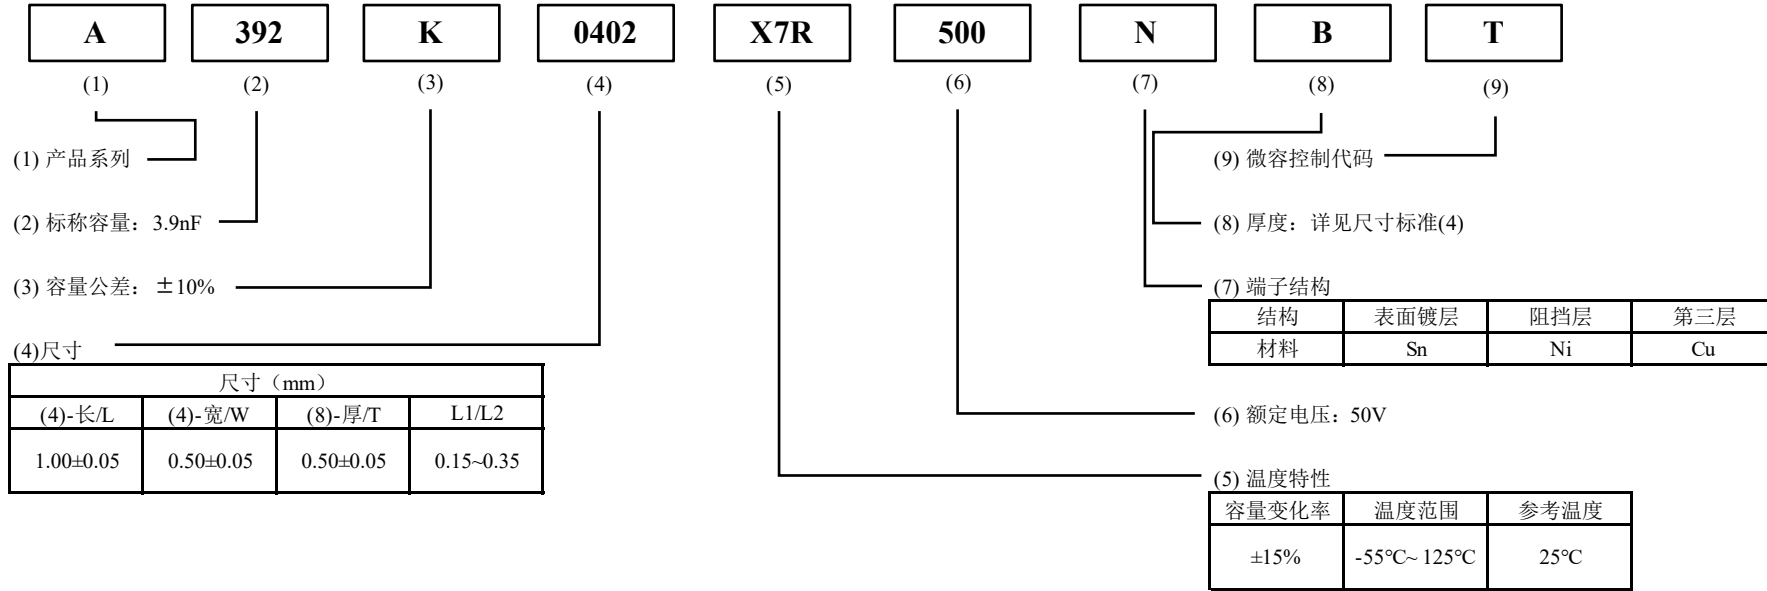 A 392 K 0402 X7R 500 N B T
(1) (2) (3) (4) (5) (6) (7) (8) (9)
(1) 产品系列
(9) 微容控制代码
(2) 标称容量：3.9nF
(8) 厚度：详见尺寸标准(4)
(3) 容量公差：±10%
(7) 端子结构
结构 表面镀层 阻挡层 第三层
材料 Sn Ni Cu
(4)尺寸
尺寸（mm）
(4)-长/L (4)-宽/W (8)-厚/T L1/L2
1.00±0.05 0.50±0.05 0.50±0.05 0.15~0.35
(6) 额定电压：50V
(5) 温度特性
容量变化率 温度范围 参考温度
±15% -55℃~125℃ 25℃